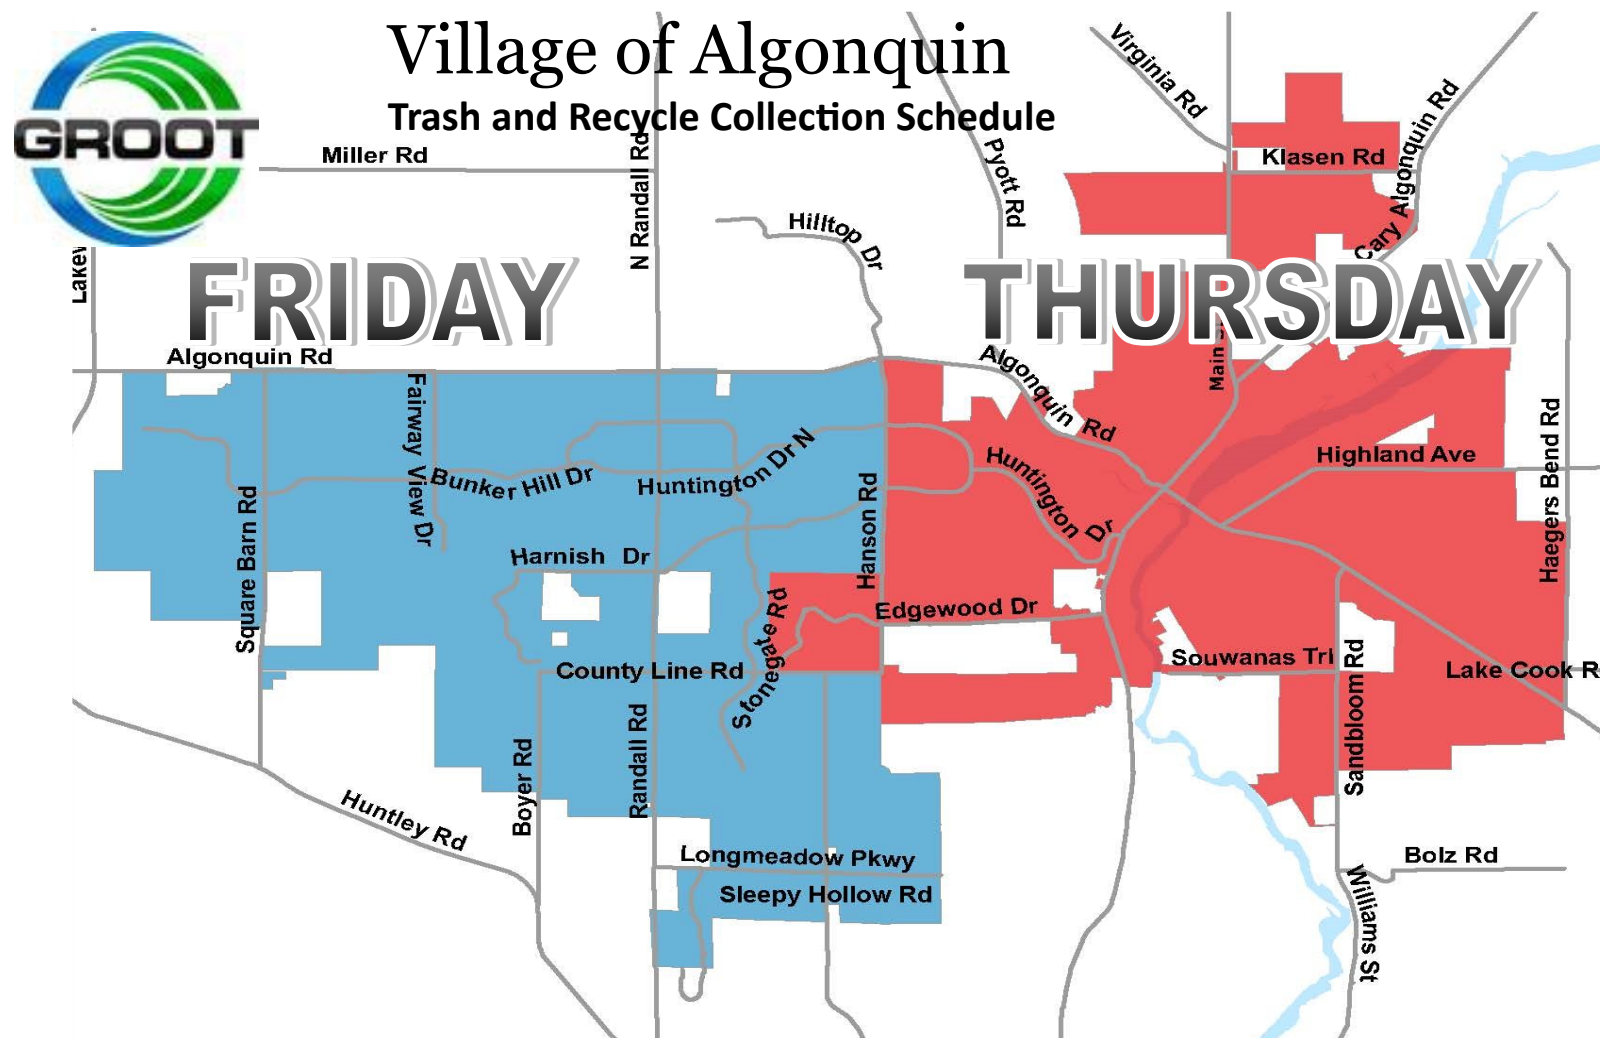 Village of Algonquin
Trash and Recycle Collection Schedule
GROOT
Miller Rd
N Randall Rd
Pyott Rd
Virginia Rd
Klasen Rd
Cary Algonquin Rd
Hilltop Dr
FRIDAY
THURSDAY
Algonquin Rd
Algonquin Rd
Main
Fairway View Dr
Bunker Hill Dr
Huntington Dr N
Huntington Dr
Highland Ave
Haegers Bend Rd
Square Barn Rd
Harnish Dr
Hanson Rd
Edgewood Dr
Stonegate Rd
County Line Rd
Souwanas Trl
Sandbloom Rd
Lake Cook R
Boyer Rd
Randall Rd
Huntley Rd
Longmeadow Pkwy
Sleepy Hollow Rd
Bolz Rd
Williams St